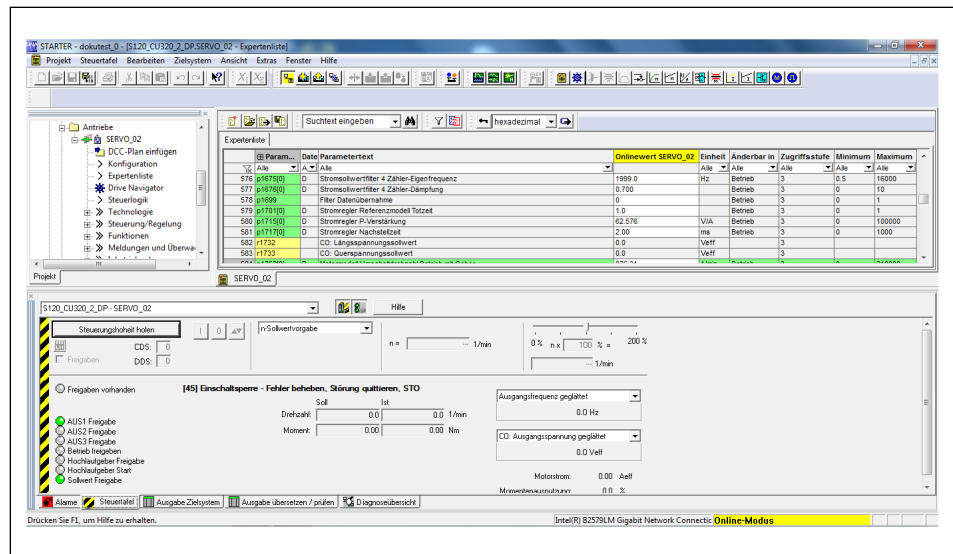 STARTER - dokutest_0 - [S120_CU320_2_DP.SERVO_02 - Expertenliste]
Projekt Steuertafel Bearbeiten Zielsystem Ansicht Extras Fenster Hilfe
Suchtext eingeben
hexadezimal
Antriebe
SERVO_02
DCC-Plan einfügen
Konfiguration
Expertenliste
Drive Navigator
Steuerlogik
Technologie
Steuerung/Regelung
Funktionen
Meldungen und Überwa
Projekt
Expertenliste
Param... Date Parametertext Onlinewert SERVO_02 Einheit Änderbar in Zugriffsstufe Minimum Maximum
Alle A Alle Alle Alle Alle Alle Alle
576 p1675[0] D Stromsollwertfilter 4 Zähler-Eigenfrequenz 1999.0 Hz Betrieb 3 0.5 16000
577 p1676[0] D Stromsollwertfilter 4 Zähler-Dämpfung 0.700 Betrieb 3 0 10
578 p1699 Filter Datenübernahme 0 Betrieb 3 0 1
579 p1701[0] D Stromregler Referenzmodell Totzeit 1.0 Betrieb 3 0 1
580 p1715[0] D Stromregler P-Verstärkung 62.576 V/A Betrieb 3 0 100000
581 p1717[0] D Stromregler Nachstellzeit 2.00 ms Betrieb 3 0 1000
582 r1732 CO: Längsspannungssollwert 0.0 Veff 3
583 r1733 CO: Querspannungssollwert 0.0 Veff 3
SERVO_02
S120_CU320_2_DP - SERVO_02
Hilfe
Steuerungshoheit holen
I 0
n-Sollwertvorgabe
n = --- 1/min
0 % n x 100 % = 200 %
--- 1/min
CDS: 0
Freigaben
DDS: 0
Freigaben vorhanden
[45] Einschaltsperre - Fehler beheben, Störung quittieren, STO
Soll Ist
Drehzahl: 0.0 0.0 1/min
Moment: 0.00 0.00 Nm
AUS1 Freigabe
AUS2 Freigabe
AUS3 Freigabe
Betrieb freigeben
Hochlaufgeber Freigabe
Hochlaufgeber Start
Sollwert Freigabe
Ausgangsfrequenz geglättet
0.0 Hz
CO: Ausgangsspannung geglättet
0.0 Veff
Motorstrom: 0.00 Aeff
Momentenausnutzung: 0.0 %
Alarme Steuertafel Ausgabe Zielsystem Ausgabe übersetzen / prüfen Diagnoseübersicht
Drücken Sie F1, um Hilfe zu erhalten.
Intel(R) 82579LM Gigabit Network Connectic Online-Modus